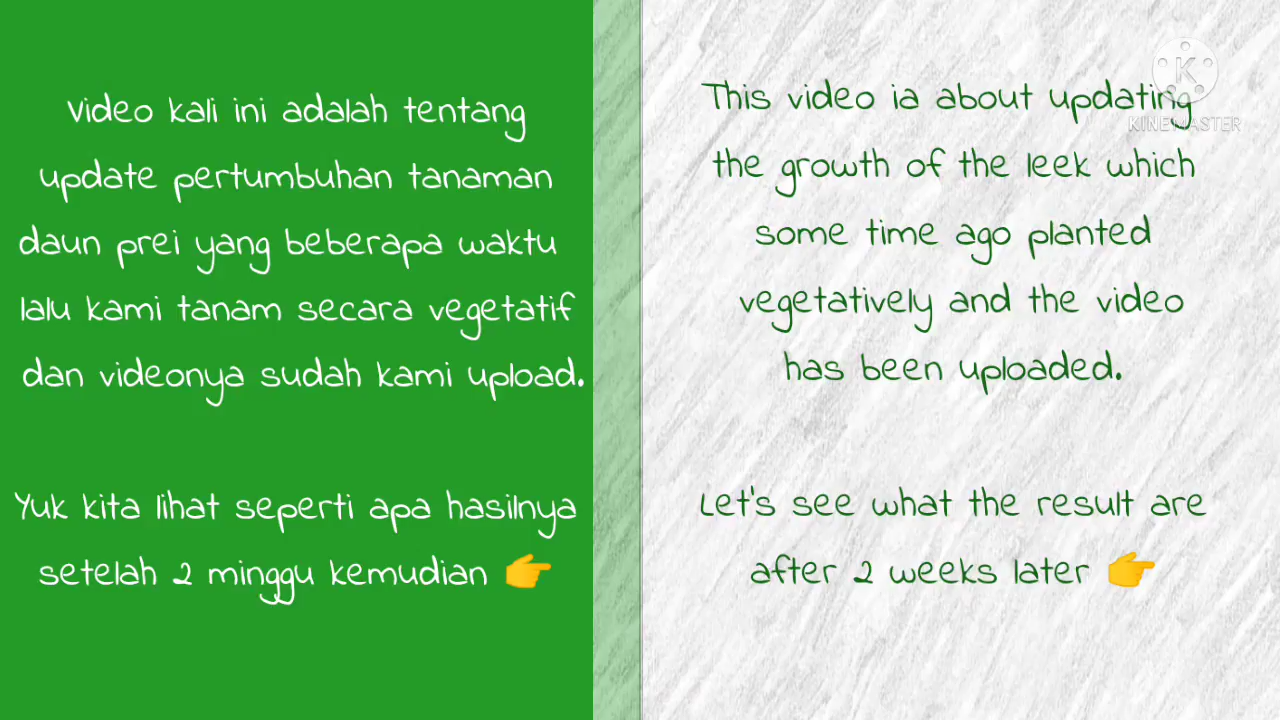 Video kali ini adalah tentang
update pertumbuhan tanaman
daun prei yang beberapa waktu
lalu kami tanam secara vegetatif
dan videonya sudah kami upload.
Yuk kita lihat seperti apa hasilnya
setelah 2 minggu kemudian 👉
This video ia about updating
the growth of the leek which
some time ago planted
vegetatively and the video
has been uploaded.
Let's see what the result are
after 2 weeks later 👉
K
KINEMASTER